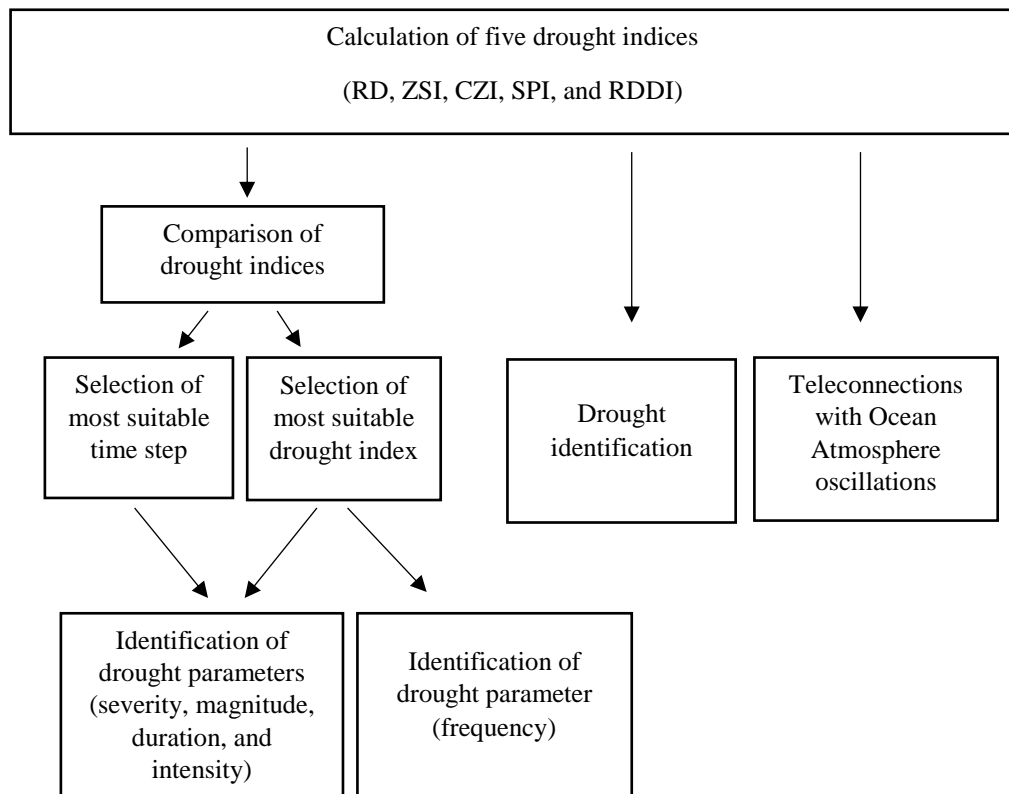 Calculation of five drought indices
(RD, ZSI, CZI, SPI, and RDDI)
Comparison of
drought indices
Selection of
most suitable
time step
Selection of
most suitable
drought index
Drought
identification
Teleconnections
with Ocean
Atmosphere
oscillations
Identification of
drought parameters
(severity, magnitude,
duration, and
intensity)
Identification of
drought parameter
(frequency)